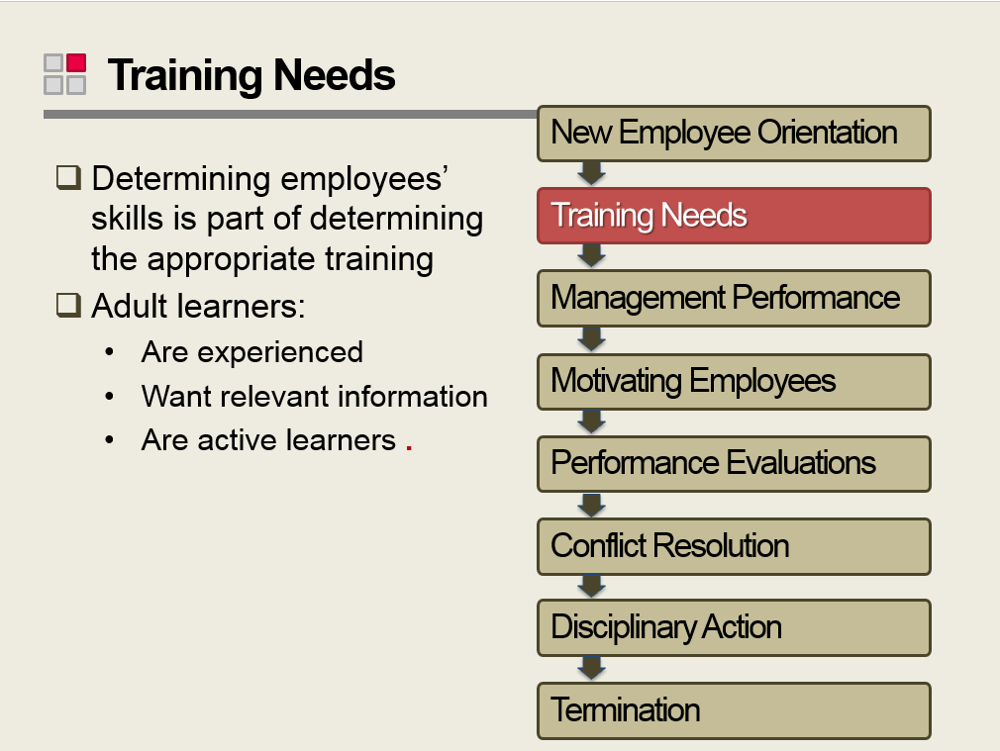 Training Needs
❑ Determining employees’
skills is part of determining
the appropriate training
❑ Adult learners:
• Are experienced
• Want relevant information
• Are active learners .
New Employee Orientation
Training Needs
Management Performance
Motivating Employees
Performance Evaluations
Conflict Resolution
Disciplinary Action
Termination